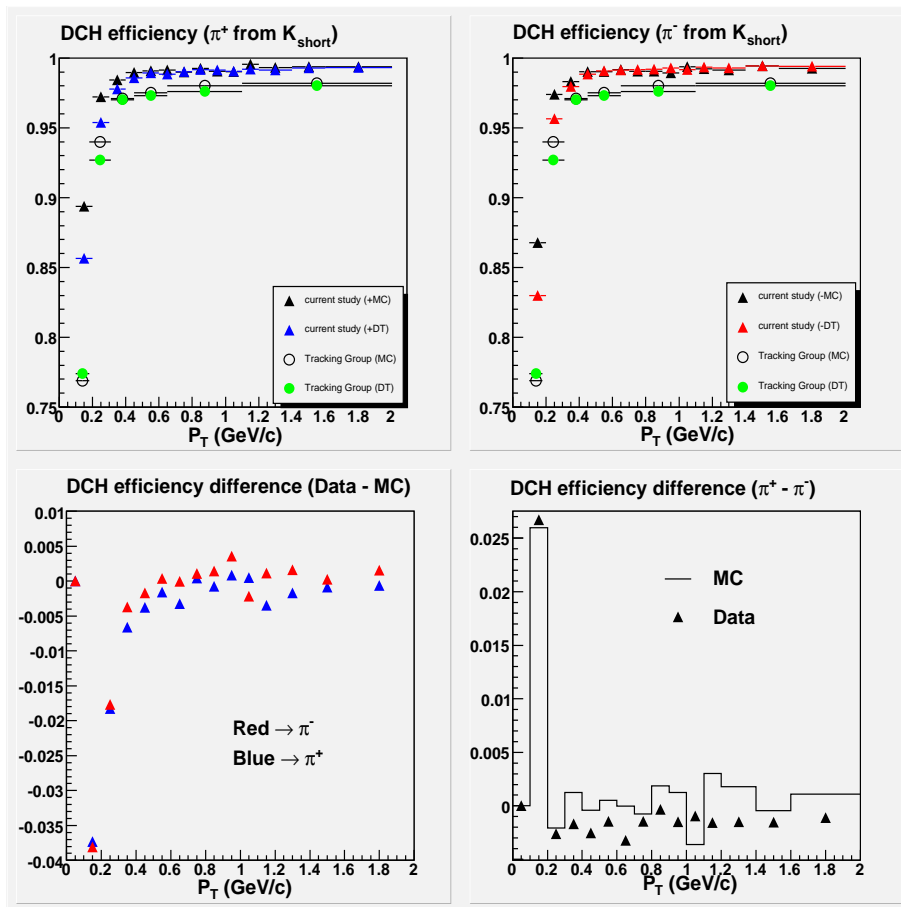 DCH efficiency (π⁺ from K_short)
1
0.95
0.9
0.85
0.8
0.75
current study (+MC)
current study (+DT)
Tracking Group (MC)
Tracking Group (DT)
0 0.2 0.4 0.6 0.8 1 1.2 1.4 1.6 1.8 2
P_T (GeV/c)
DCH efficiency (π⁻ from K_short)
1
0.95
0.9
0.85
0.8
0.75
current study (-MC)
current study (-DT)
Tracking Group (MC)
Tracking Group (DT)
0 0.2 0.4 0.6 0.8 1 1.2 1.4 1.6 1.8 2
P_T (GeV/c)
DCH efficiency difference (Data - MC)
0.01
0.005
0
-0.005
-0.01
-0.015
-0.02
-0.025
-0.03
-0.035
-0.04
Red → π⁻
Blue → π⁺
0 0.2 0.4 0.6 0.8 1 1.2 1.4 1.6 1.8 2
P_T (GeV/c)
DCH efficiency difference (π⁺ - π⁻)
0.025
0.02
0.015
0.01
0.005
0
MC
Data
0 0.2 0.4 0.6 0.8 1 1.2 1.4 1.6 1.8 2
P_T (GeV/c)